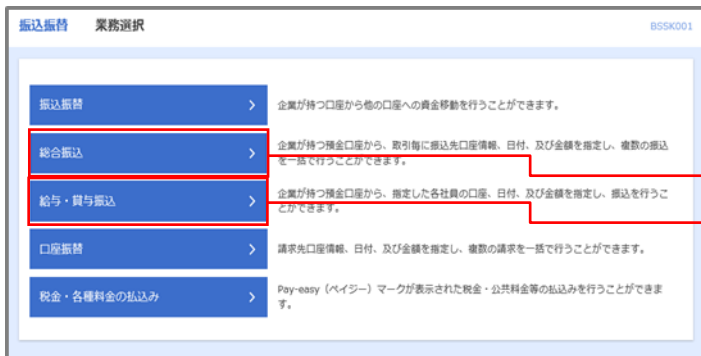 振込振替 業務選択 BSSK001
振込振替 企業が持つ口座から他の口座への資金移動を行うことができます。
総合振込 企業が持つ預金口座から、取引毎に振込先口座情報、日付、及び金額を指定し、複数の振込
を一括で行うことができます。
給与・賞与振込 企業が持つ預金口座から、指定した各社員の口座、日付、及び金額を指定し、振込を行うこ
とができます。
口座振替 請求先口座情報、日付、及び金額を指定し、複数の請求を一括で行うことができます。
税金・各種料金の払込み Pay-easy（ペイジー）マークが表示された税金・公共料金等の払込みを行うことができま
す。